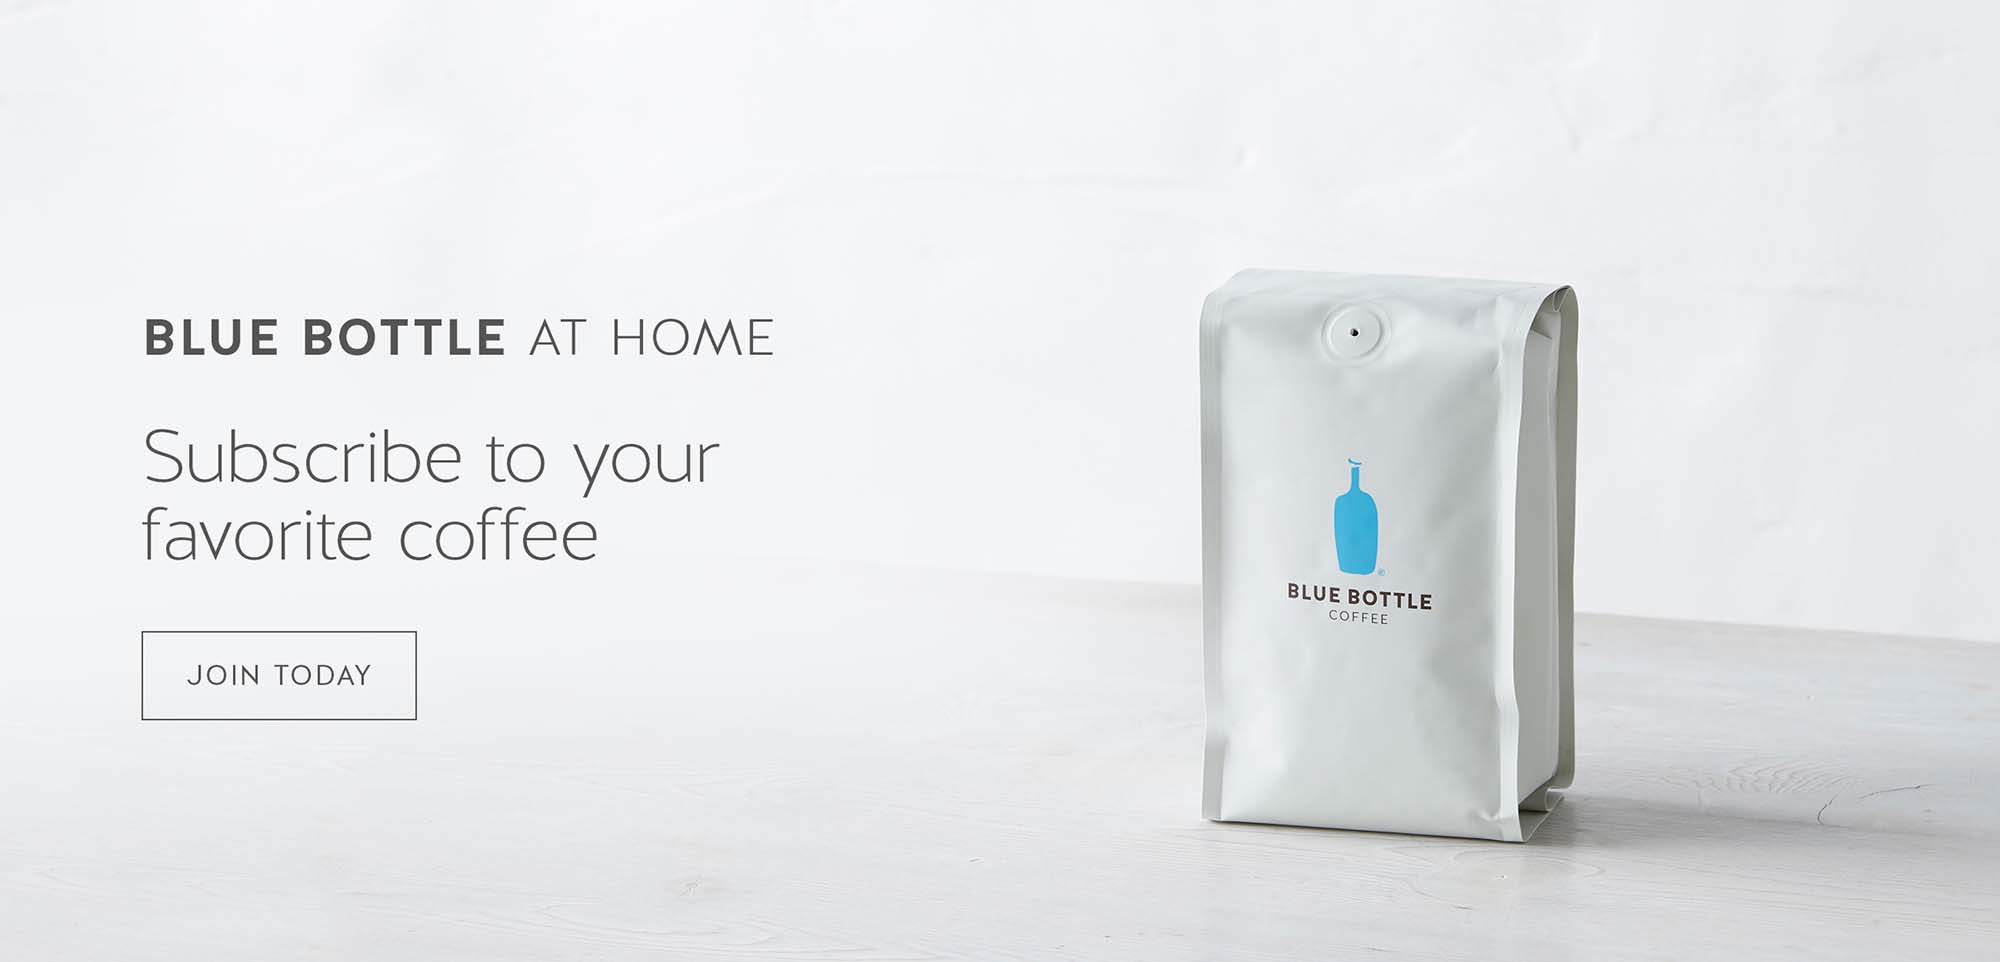 BLUE BOTTLE AT HOME
Subscribe to your
favorite coffee
JOIN TODAY
BLUE BOTTLE
COFFEE